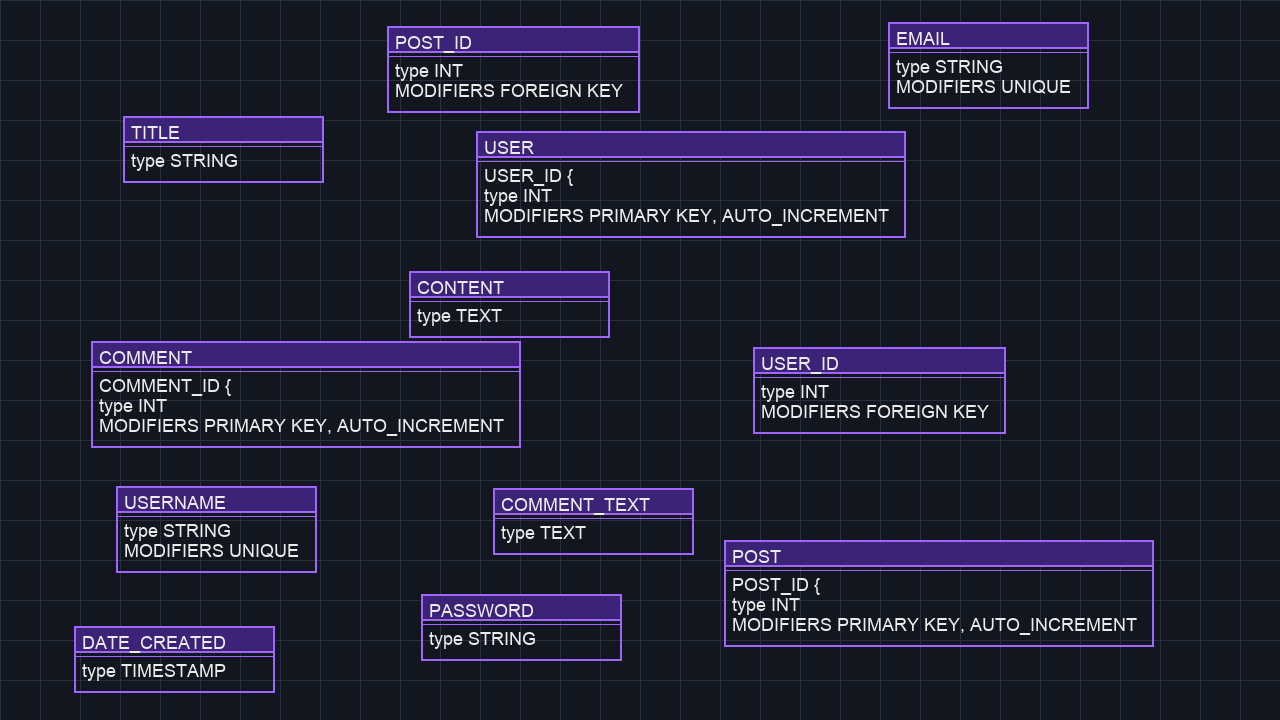 POST_ID
type INT
MODIFIERS FOREIGN KEY
EMAIL
type STRING
MODIFIERS UNIQUE
TITLE
type STRING
USER
USER_ID {
type INT
MODIFIERS PRIMARY KEY, AUTO_INCREMENT
CONTENT
type TEXT
COMMENT
COMMENT_ID {
type INT
MODIFIERS PRIMARY KEY, AUTO_INCREMENT
USER_ID
type INT
MODIFIERS FOREIGN KEY
USERNAME
type STRING
MODIFIERS UNIQUE
COMMENT_TEXT
type TEXT
POST
POST_ID {
type INT
MODIFIERS PRIMARY KEY, AUTO_INCREMENT
PASSWORD
type STRING
DATE_CREATED
type TIMESTAMP